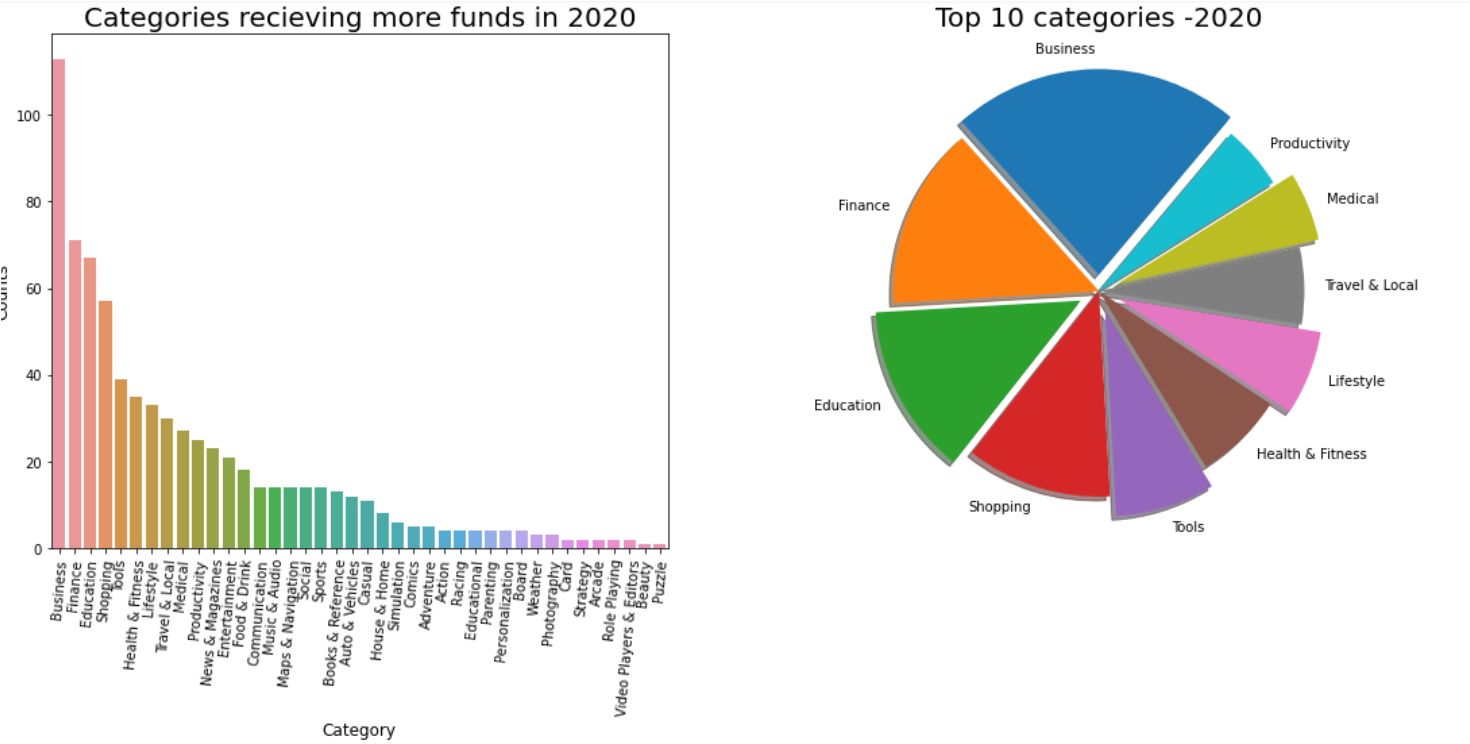 Categories recieving more funds in 2020
100
80
60
40
20
0
Counts
Business
Finance
Education
Shopping
Tools
Health & Fitness
Lifestyle
Travel & Local
Medical
Productivity
News & Magazines
Entertainment
Food & Drink
Communication
Music & Audio
Maps & Navigation
Social
Sports
Books & Reference
Auto & Vehicles
Casual
House & Home
Simulation
Comics
Adventure
Action
Racing
Educational
Parenting
Personalization
Board
Weather
Photography
Card
Strategy
Arcade
Role Playing
Video Players & Editors
Beauty
Puzzle
Category
Top 10 categories -2020
Business
Productivity
Medical
Finance
Travel & Local
Lifestyle
Education
Health & Fitness
Shopping
Tools